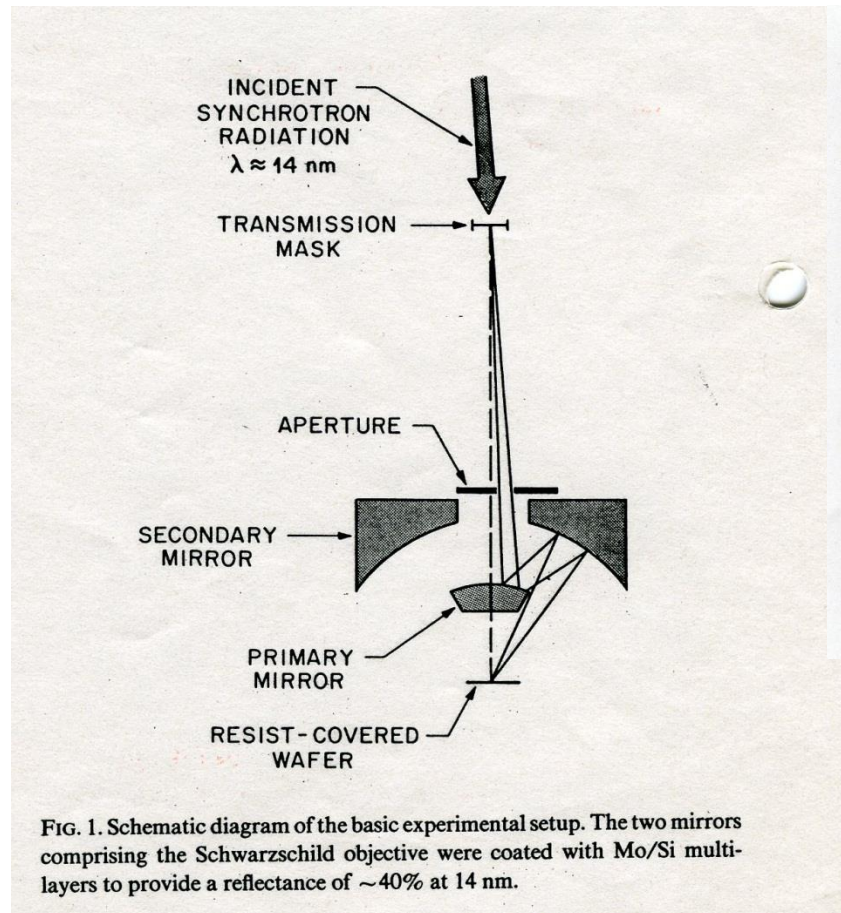 INCIDENT
SYNCHROTRON
RADIATION
λ ≈ 14 nm
TRANSMISSION
MASK
APERTURE
SECONDARY
MIRROR
PRIMARY
MIRROR
RESIST-COVERED
WAFER
FIG. 1. Schematic diagram of the basic experimental setup. The two mirrors
comprising the Schwarzschild objective were coated with Mo/Si multi-
layers to provide a reflectance of ~40% at 14 nm.